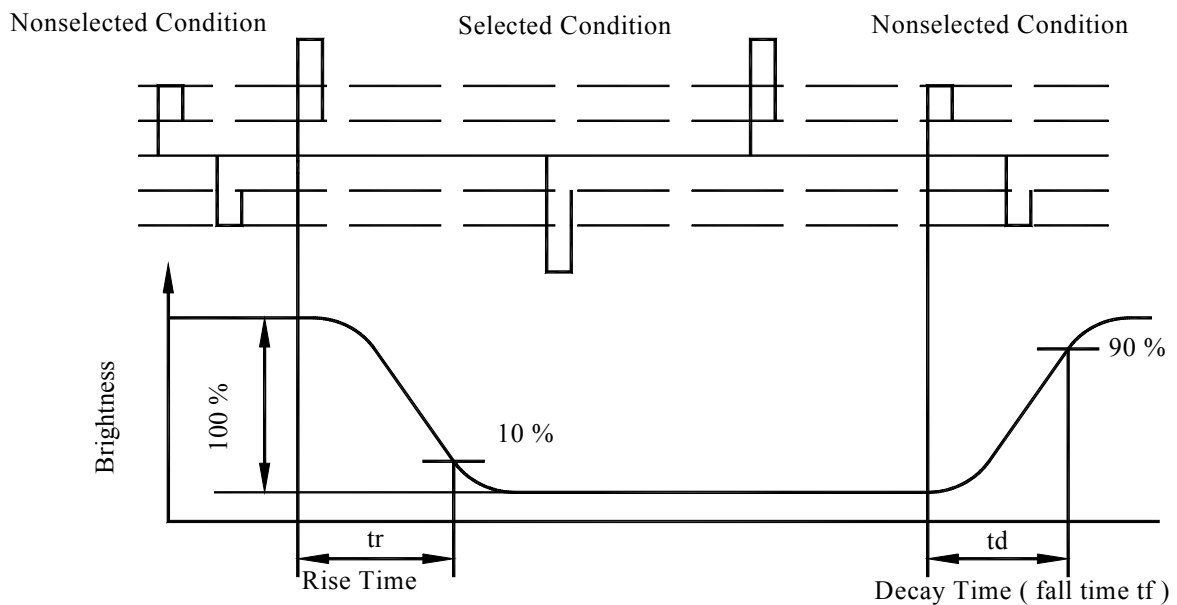 Nonselected Condition
Selected Condition
Nonselected Condition
Brightness
100 %
10 %
90 %
tr
Rise Time
td
Decay Time ( fall time tf )